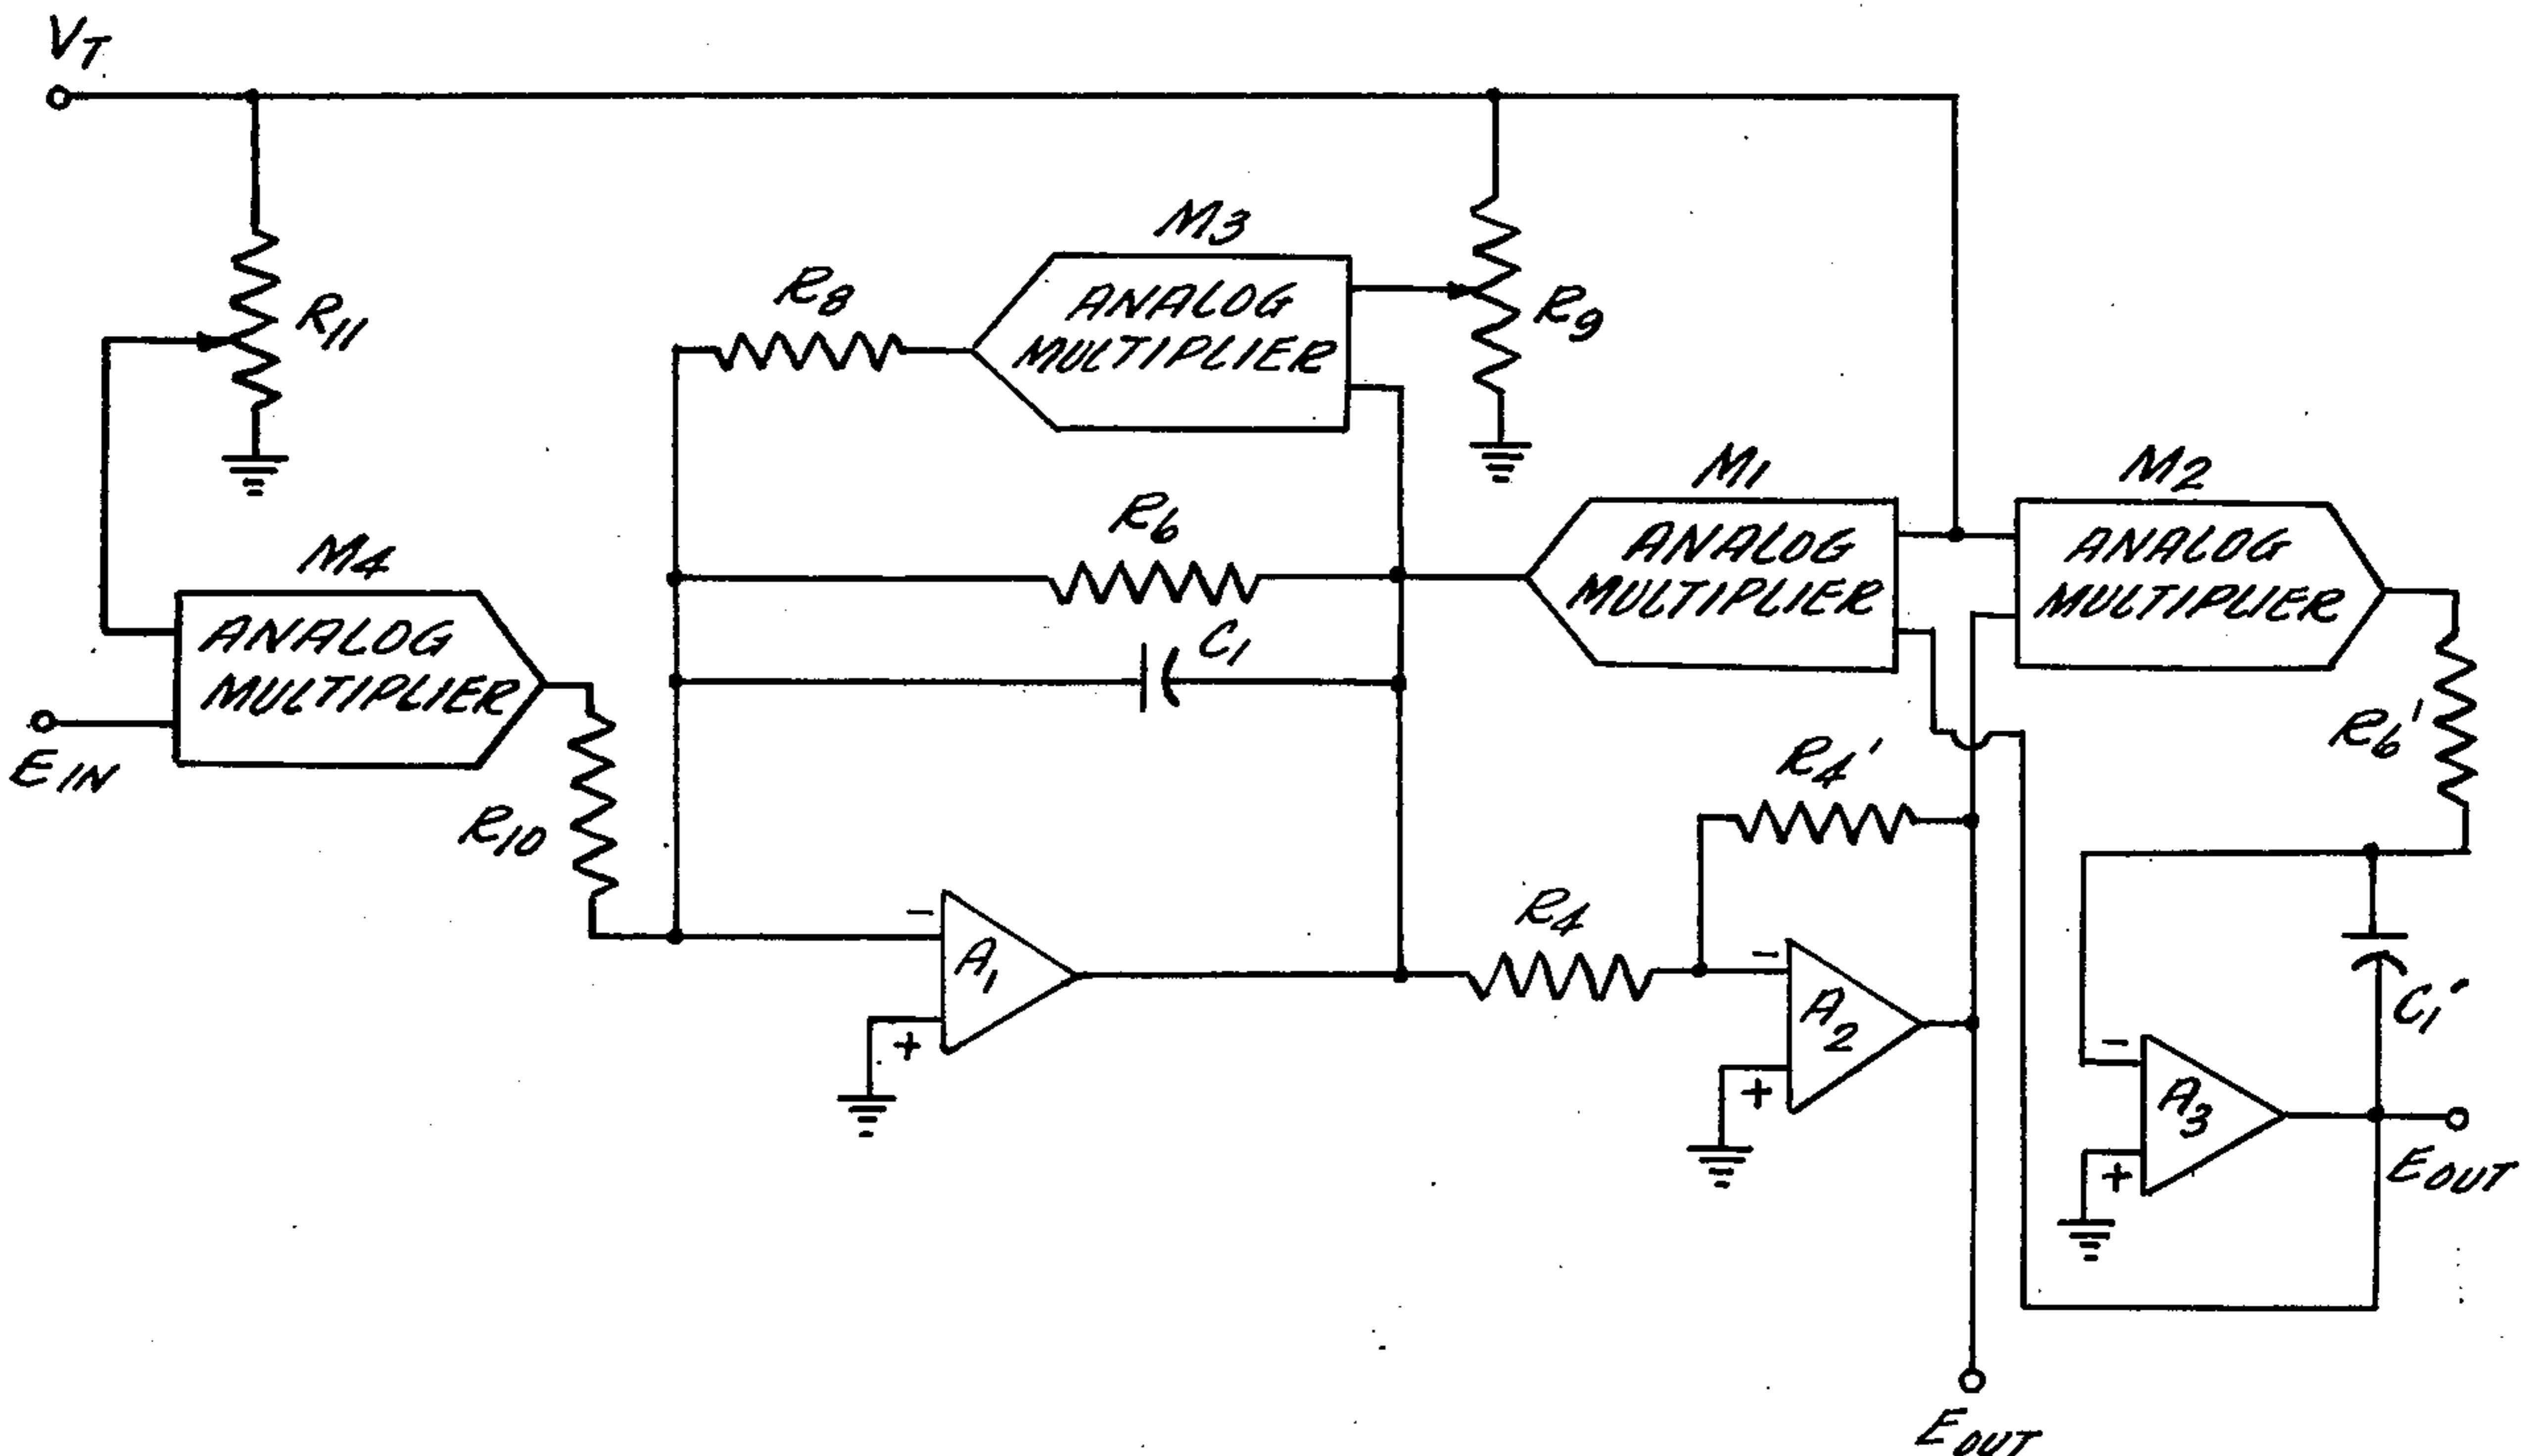 VT
M3
R8
ANALOG
MULTIPLIER
R11
R9
M1
M2
R6
ANALOG
MULTIPLIER
ANALOG
MULTIPLIER
M4
ANALOG
MULTIPLIER
C1
EIN
R6'
R4'
R10
R4
-
A1
+
-
A2
+
C1'
-
A3
+
EOUT
EOUT